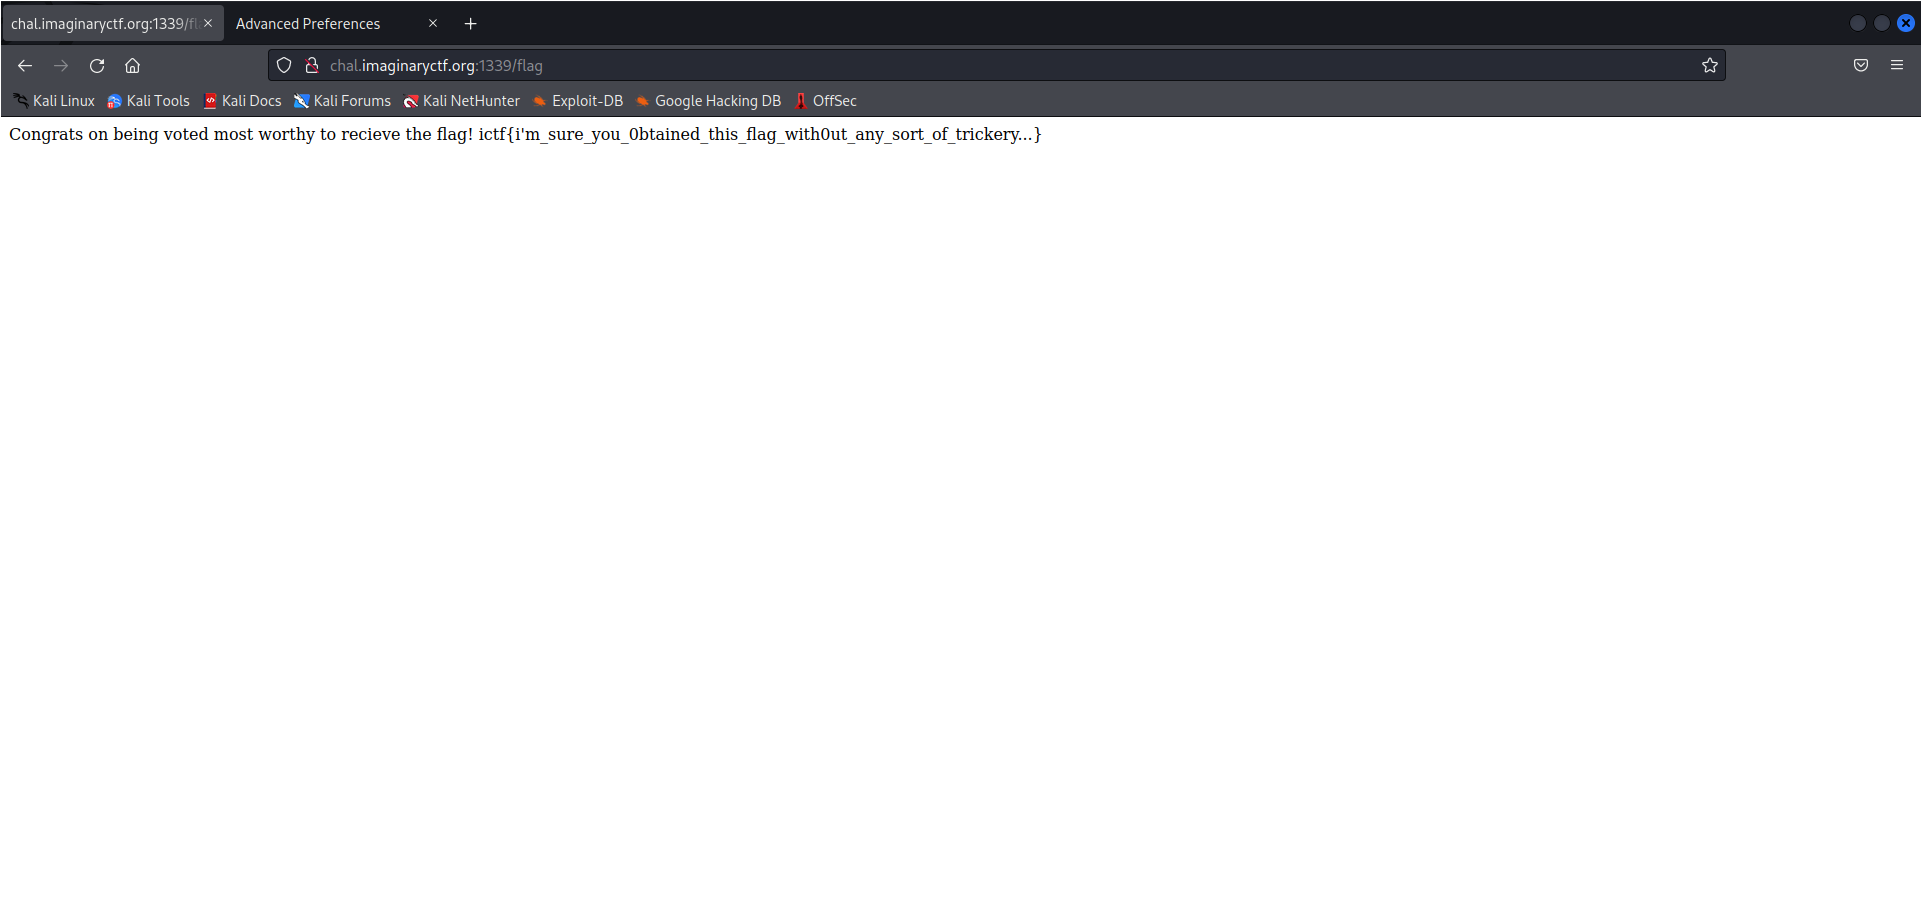 chal.imaginaryctf.org:1339/fl
Advanced Preferences
chal.imaginaryctf.org:1339/flag
Kali Linux Kali Tools Kali Docs Kali Forums Kali NetHunter Exploit-DB Google Hacking DB OffSec
Congrats on being voted most worthy to recieve the flag! ictf{i'm_sure_you_0btained_this_flag_with0ut_any_sort_of_trickery...}